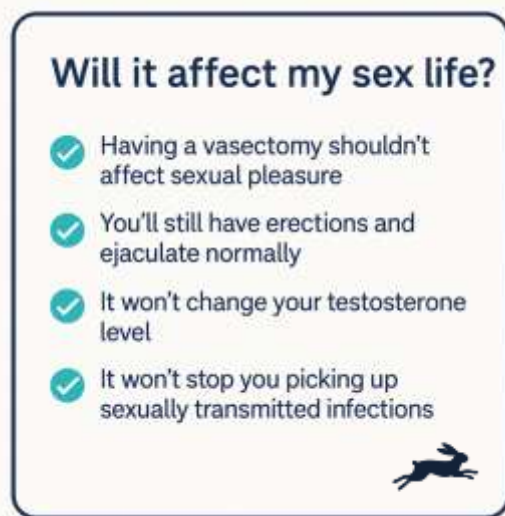 Will it affect my sex life?
Having a vasectomy shouldn't
affect sexual pleasure
You'll still have erections and
ejaculate normally
It won't change your testosterone
level
It won't stop you picking up
sexually transmitted infections